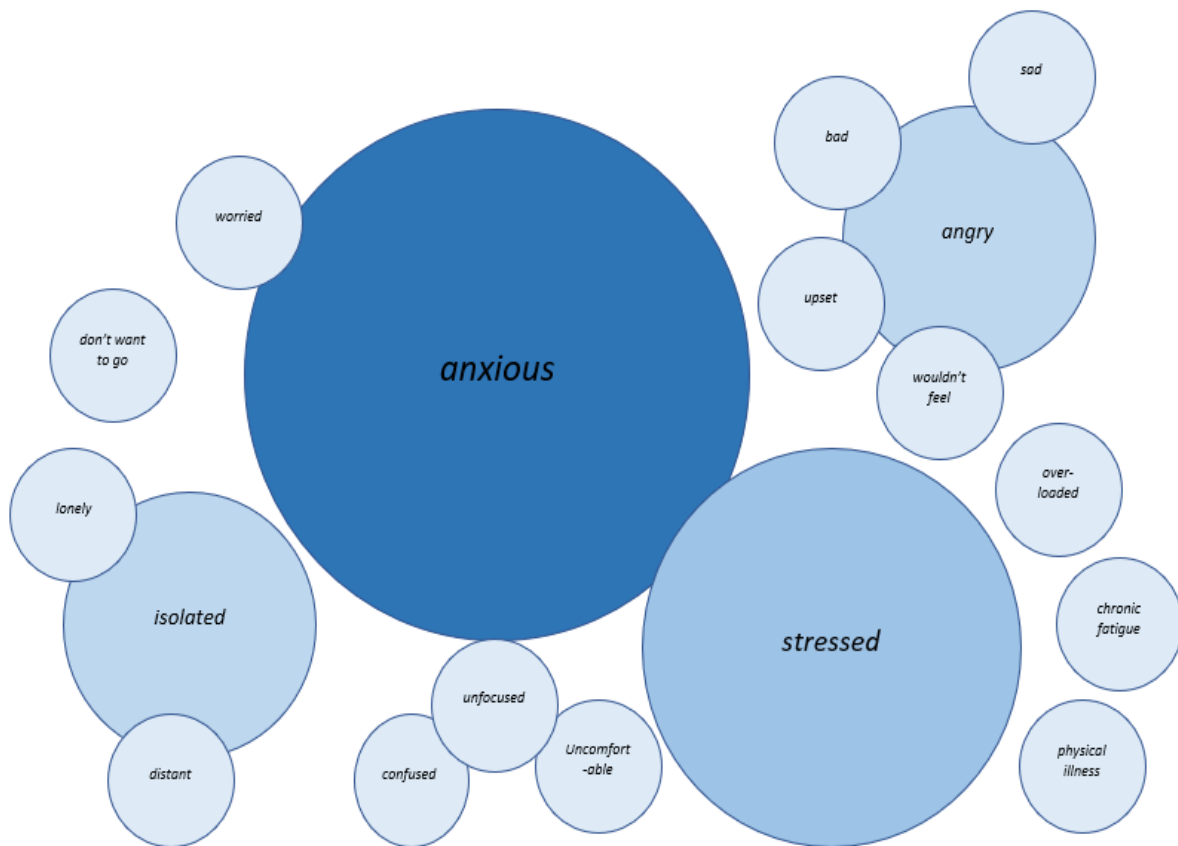 sad
bad
worried
angry
upset
don't want
to go
anxious
wouldn't
feel
over-
loaded
lonely
isolated
stressed
chronic
fatigue
unfocused
Uncomfort
-able
physical
illness
distant
confused